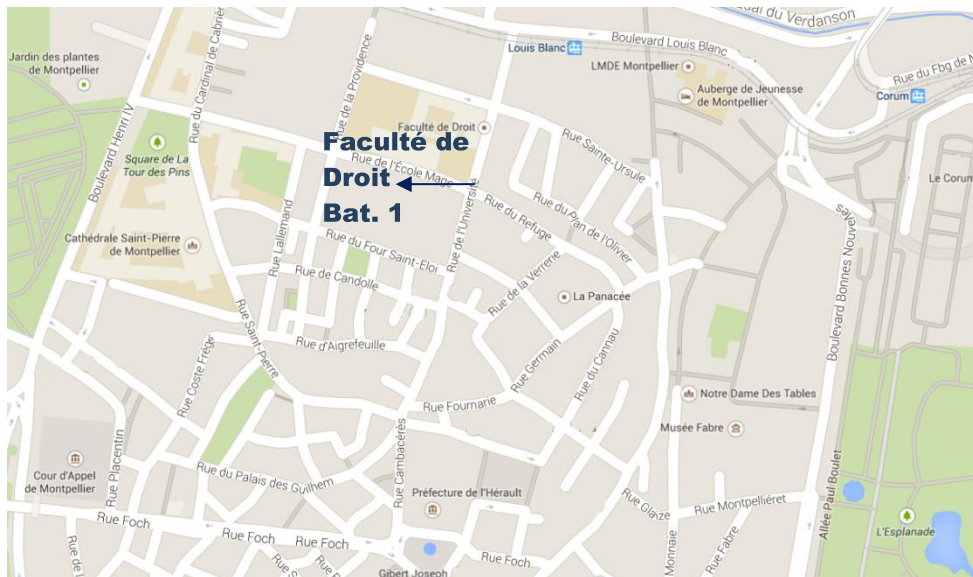 Quai du Verdanson
Jardin des plantes
de Montpellier
Rue du Cardinal de Cabriè
Rue de la Providence
Louis Blanc
Boulevard Louis Blanc
LMDE Montpellier
Rue du Fbg de N
Auberge de Jeunesse
de Montpellier
Corum
Boulevard Henri IV
Square de La
Tour des Pins
Faculté de Droit
Faculté de
Droit
Bat. 1
Rue de l'École Mage
Rue Sainte-Ursule
Le Corum
Rue du Refuge
Rue du Plan de l'Olivier
Rue de l'Université
Rue Lallemand
Cathédrale Saint-Pierre
de Montpellier
Rue du Four Saint-Eloi
Rue de Candolle
Rue de la Verrerie
La Panacée
Boulevard Bonnes Nouvelles
Rue Saint-Pierre
Rue d'Aigrefeuille
Rue Coste Frège
Rue Germain
Rue du Cannau
Notre Dame Des Tables
Rue Fournarie
Musée Fabre
Rue Cambacérès
Rue Placentin
Cour d'Appel
de Montpellier
Rue du Palais des Guilhem
Préfecture de l'Hérault
Rue Glaize
Rue Montpelliéret
Allée Paul Boulet
L'Esplanade
Rue Foch
Rue Foch
Rue Foch
Rue Foch
Rue de l
Rue S
Gibert Joseph
Monnaie
Rue Fabre